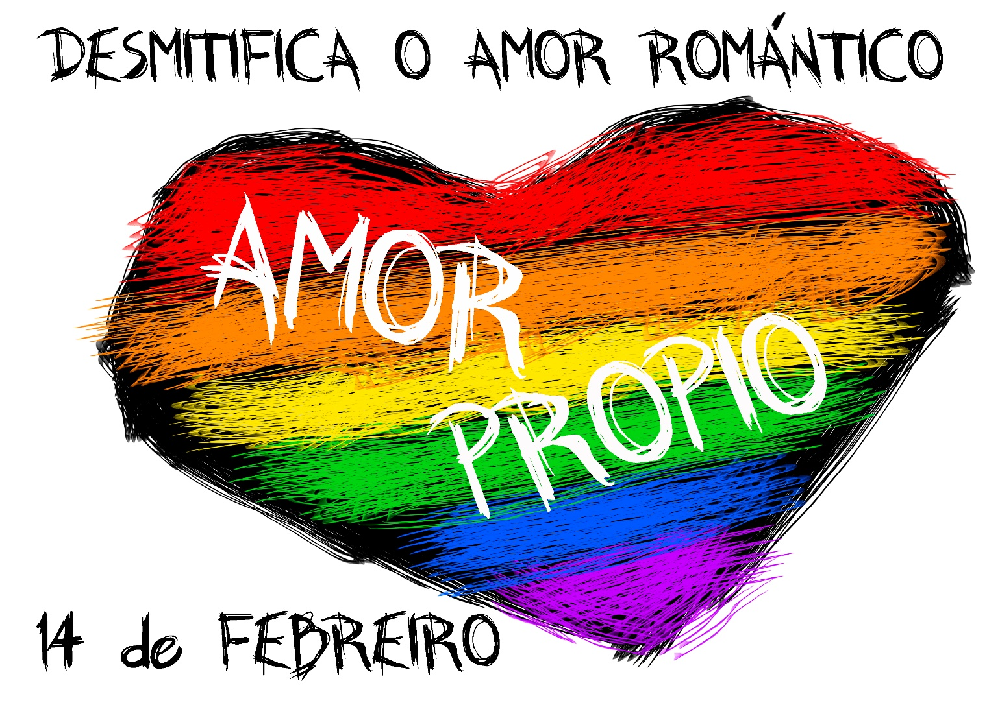 DESMITIFICA O AMOR ROMÁNTICO
AMOR
PROPIO
14 de FEBREIRO